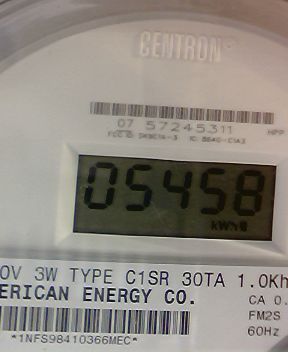 CENTRON
07 57245311
HPP
05458
kWh
0V 3W TYPE C1SR 30TA 1.0Kh
ERICAN ENERGY CO.
CA 0.
FM2S
60Hz
*1NFS98410366MEC*